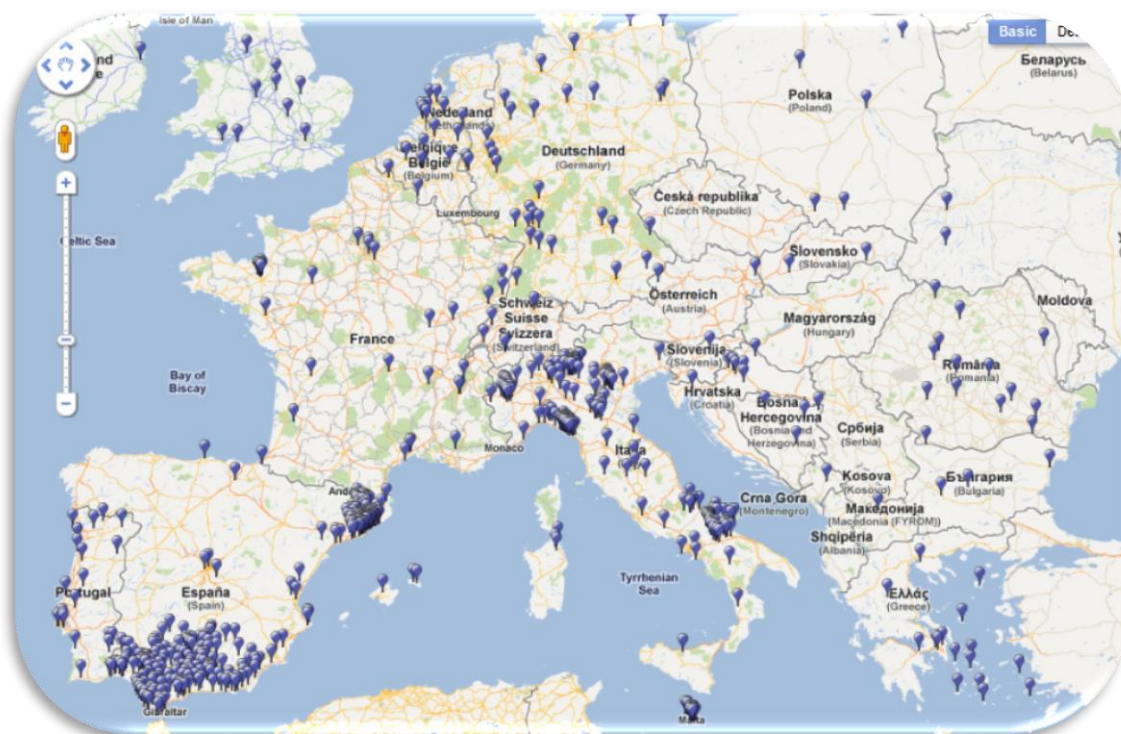 Isle of Man
Basic
Беларусь
(Belarus)
Polska
(Poland)
Nederland
(Netherlands)
België
(Belgium)
Deutschland
(Germany)
Česká republika
(Czech Republic)
Luxembourg
Celtic Sea
Slovensko
(Slovakia)
Österreich
(Austria)
Moldova
Magyarország
(Hungary)
Schweiz
Suisse
Svizzera
(Switzerland)
France
Slovenija
(Slovenia)
România
(Romania)
Bay of
Biscay
Hrvatska
(Croatia)
Bosna
Hercegovina
(Bosnia and
Herzegovina)
Србија
(Serbia)
Monaco
Kosova
(Kosovo)
България
(Bulgaria)
Crna Gora
(Montenegro)
Македонија
(Macedonia (FYROM))
Shqipëria
(Albania)
Tyrrhenian
Sea
Portugal
España
(Spain)
Ελλάς
(Greece)
Gibraltar
Malta